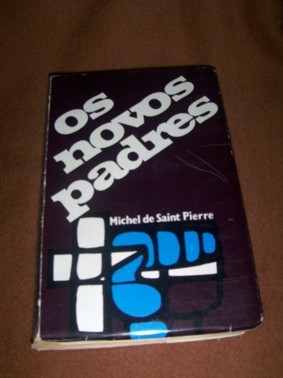 os
novos
padres
Michel de Saint Pierre